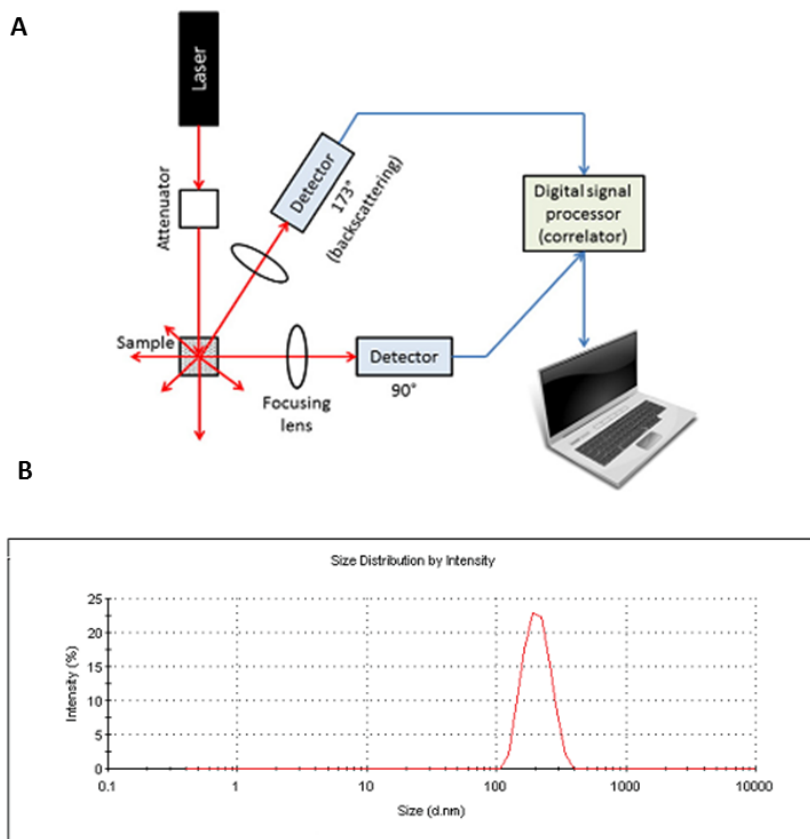 A
Laser
Attenuator
Detector
173°
(backscattering)
Digital signal
processor
(correlator)
Sample
Detector
90°
Focusing
lens
B
Size Distribution by Intensity
Intensity (%)
25
20
15
10
5
0
0.1
1
10
100
1000
10000
Size (d.nm)